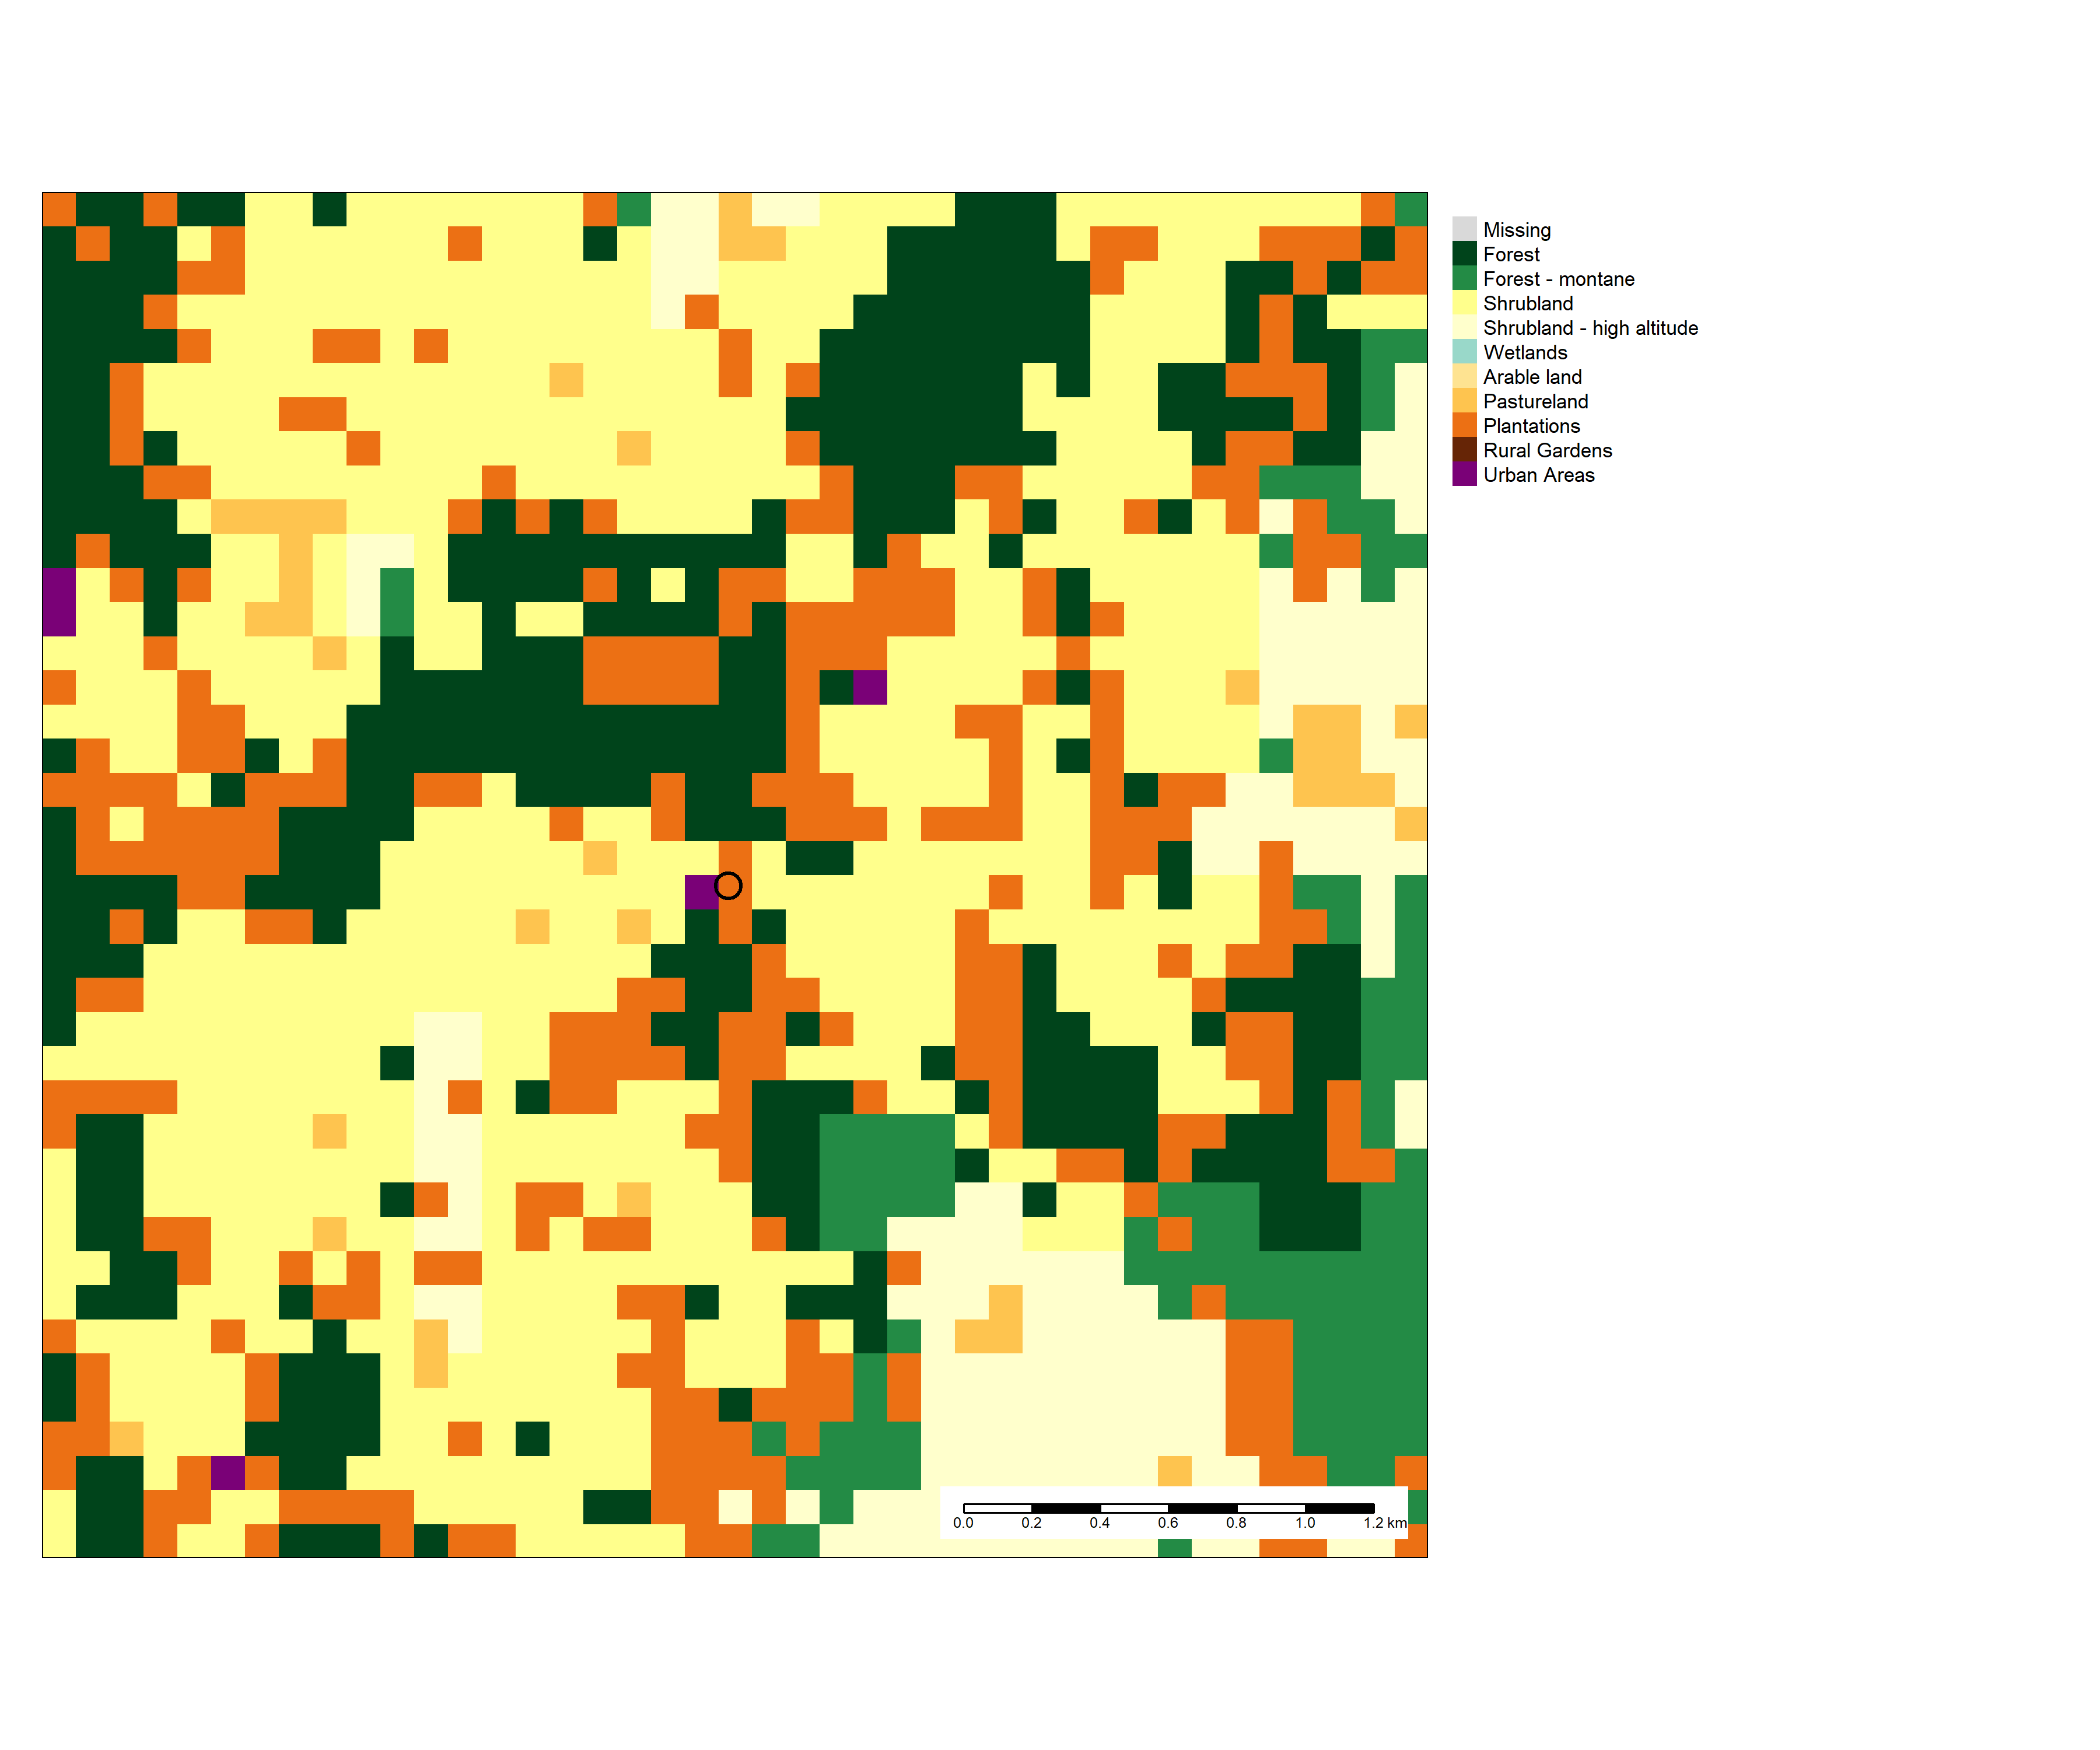 Missing
Forest
Forest - montane
Shrubland
Shrubland - high altitude
Wetlands
Arable land
Pastureland
Plantations
Rural Gardens
Urban Areas
0.0 0.2 0.4 0.6 0.8 1.0 1.2 km